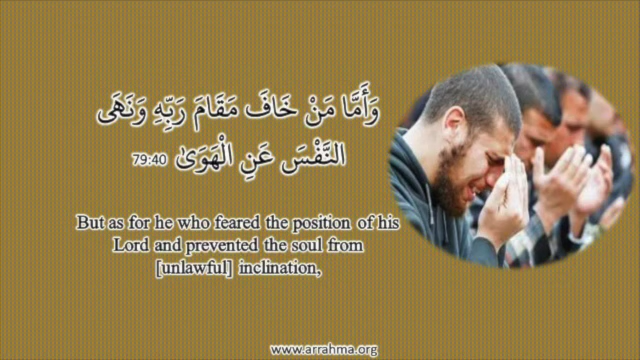 وَأَمَّا مَنْ خَافَ مَقَامَ رَبِّهِ وَنَهَى
النَّفْسَ عَنِ الْهَوَىٰ 79:40
But as for he who feared the position of his
Lord and prevented the soul from
[unlawful] inclination,
www.arrahma.org